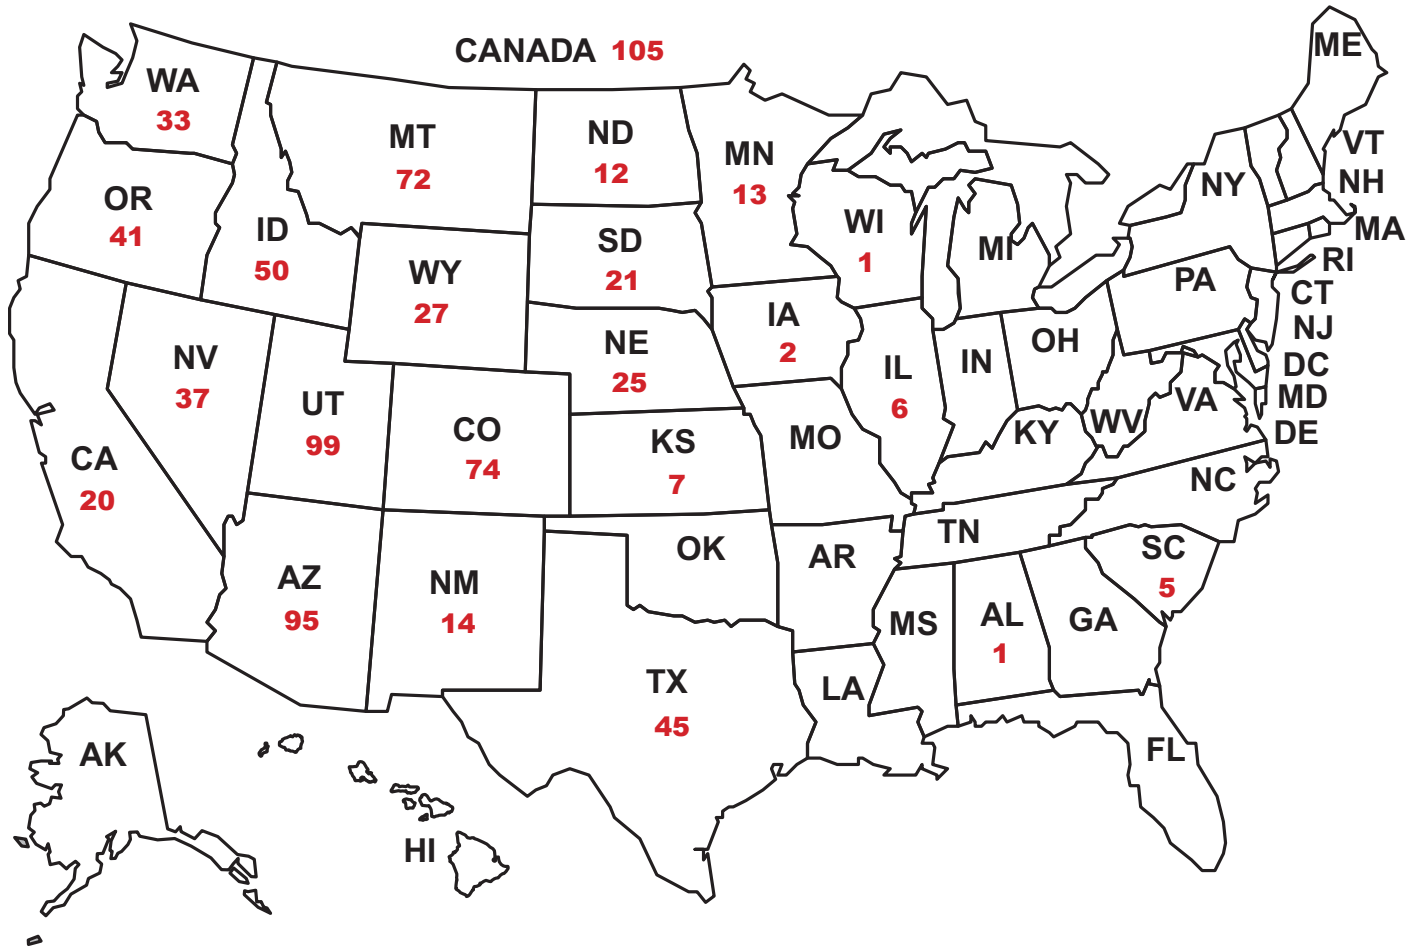 CANADA 105
WA
33
OR
41
ID
50
MT
72
ND
12
MN
13
SD
21
WY
27
WI
1
MI
ME
VT
NH
NY
MA
RI
CT
NJ
PA
DC
MD
DE
NV
37
UT
99
CA
20
CO
74
NE
25
IA
2
IL
6
IN
OH
WV
VA
KY
KS
7
MO
NC
TN
SC
5
AZ
95
NM
14
OK
AR
MS
AL
1
GA
TX
45
LA
FL
AK
HI